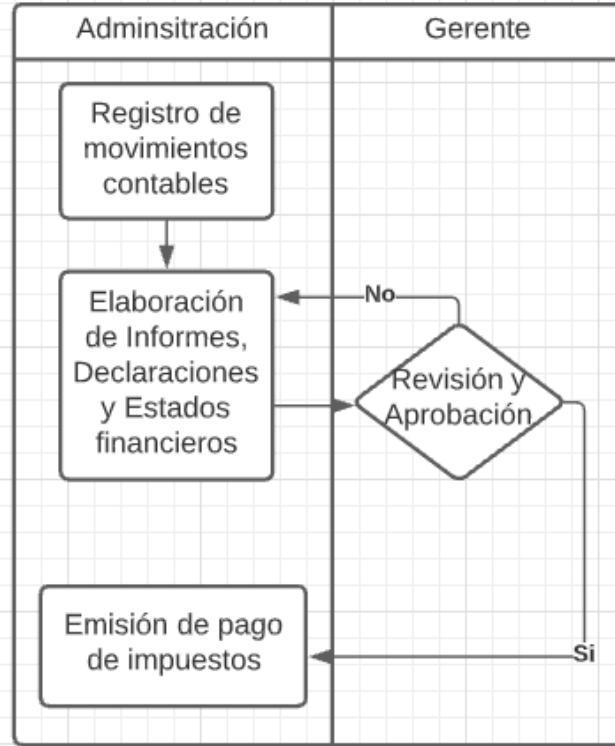 Adminsitración
Gerente
Registro de
movimientos
contables
Elaboración
de Informes,
Declaraciones
y Estados
financieros
No
Revisión y
Aprobación
Emisión de pago
de impuestos
Si